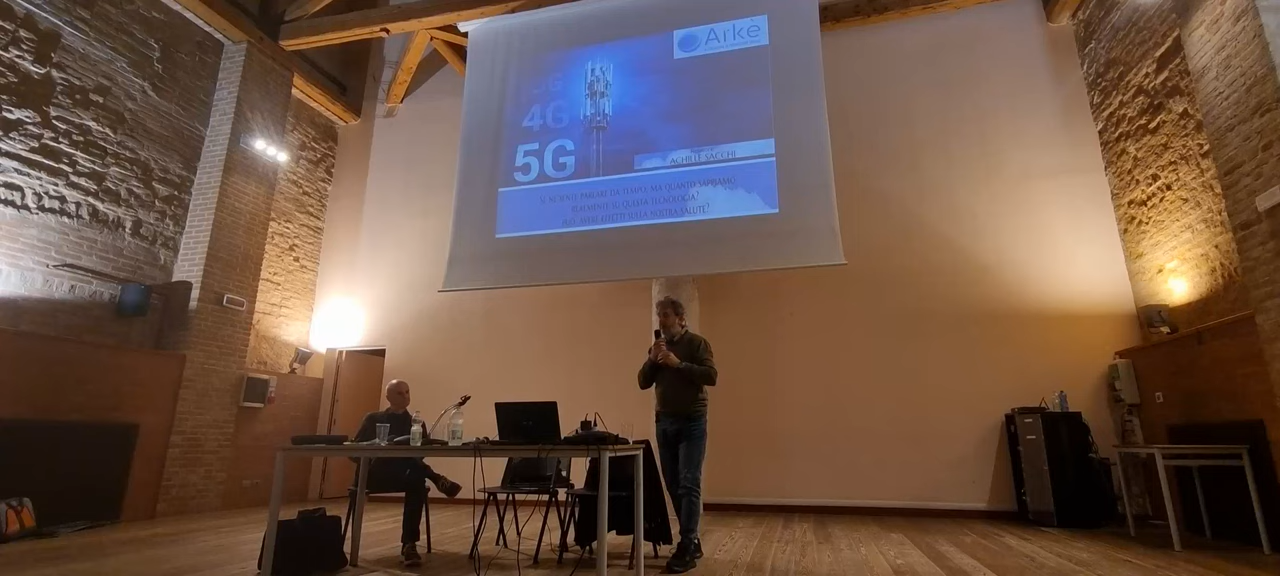 Arkè
3G
4G
5G
ACHILLE SACCHI
SE NE SENTE PARLARE DA TEMPO, MA QUANTO SAPPIAMO
REALMENTE SU QUESTA TECNOLOGIA?
PUÒ AVERE EFFETTI SULLA NOSTRA SALUTE?